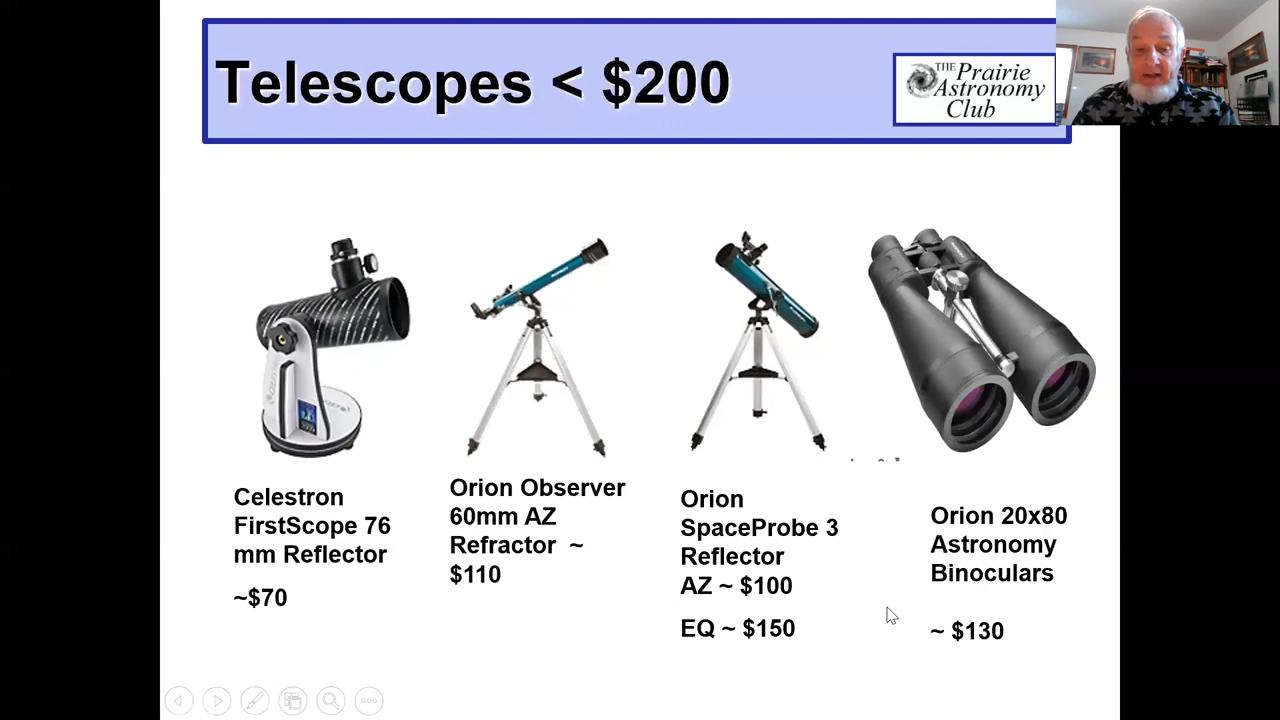 Telescopes < $200
THE Prairie
Astronomy
Club
Celestron
FirstScope 76
mm Reflector
~$70
Orion Observer
60mm AZ
Refractor ~
$110
Orion
SpaceProbe 3
Reflector
AZ ~ $100
EQ ~ $150
Orion 20x80
Astronomy
Binoculars
~ $130